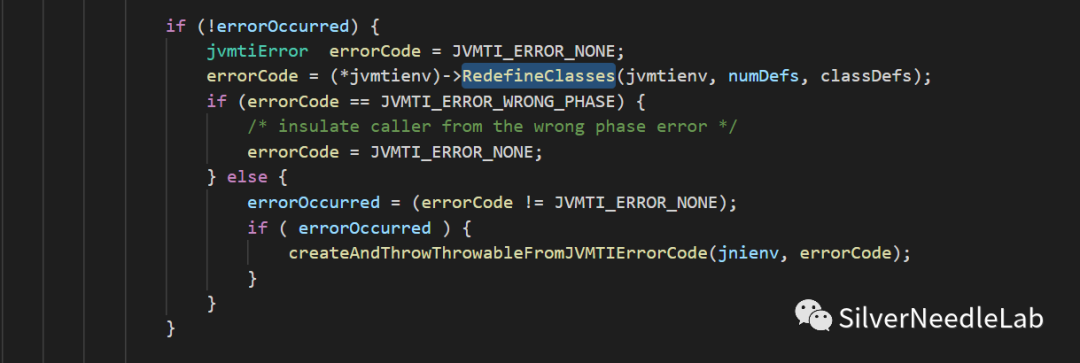 if (!errorOccurred) {
jvmtiError  errorCode = JVMTI_ERROR_NONE;
errorCode = (*jvmtienv)->RedefineClasses(jvmtienv, numDefs, classDefs);
if (errorCode == JVMTI_ERROR_WRONG_PHASE) {
/* insulate caller from the wrong phase error */
errorCode = JVMTI_ERROR_NONE;
} else {
errorOccurred = (errorCode != JVMTI_ERROR_NONE);
if ( errorOccurred ) {
createAndThrowThrowableFromJVMTIErrorCode(jnienv, errorCode);
}
}
}
SilverNeedleLab